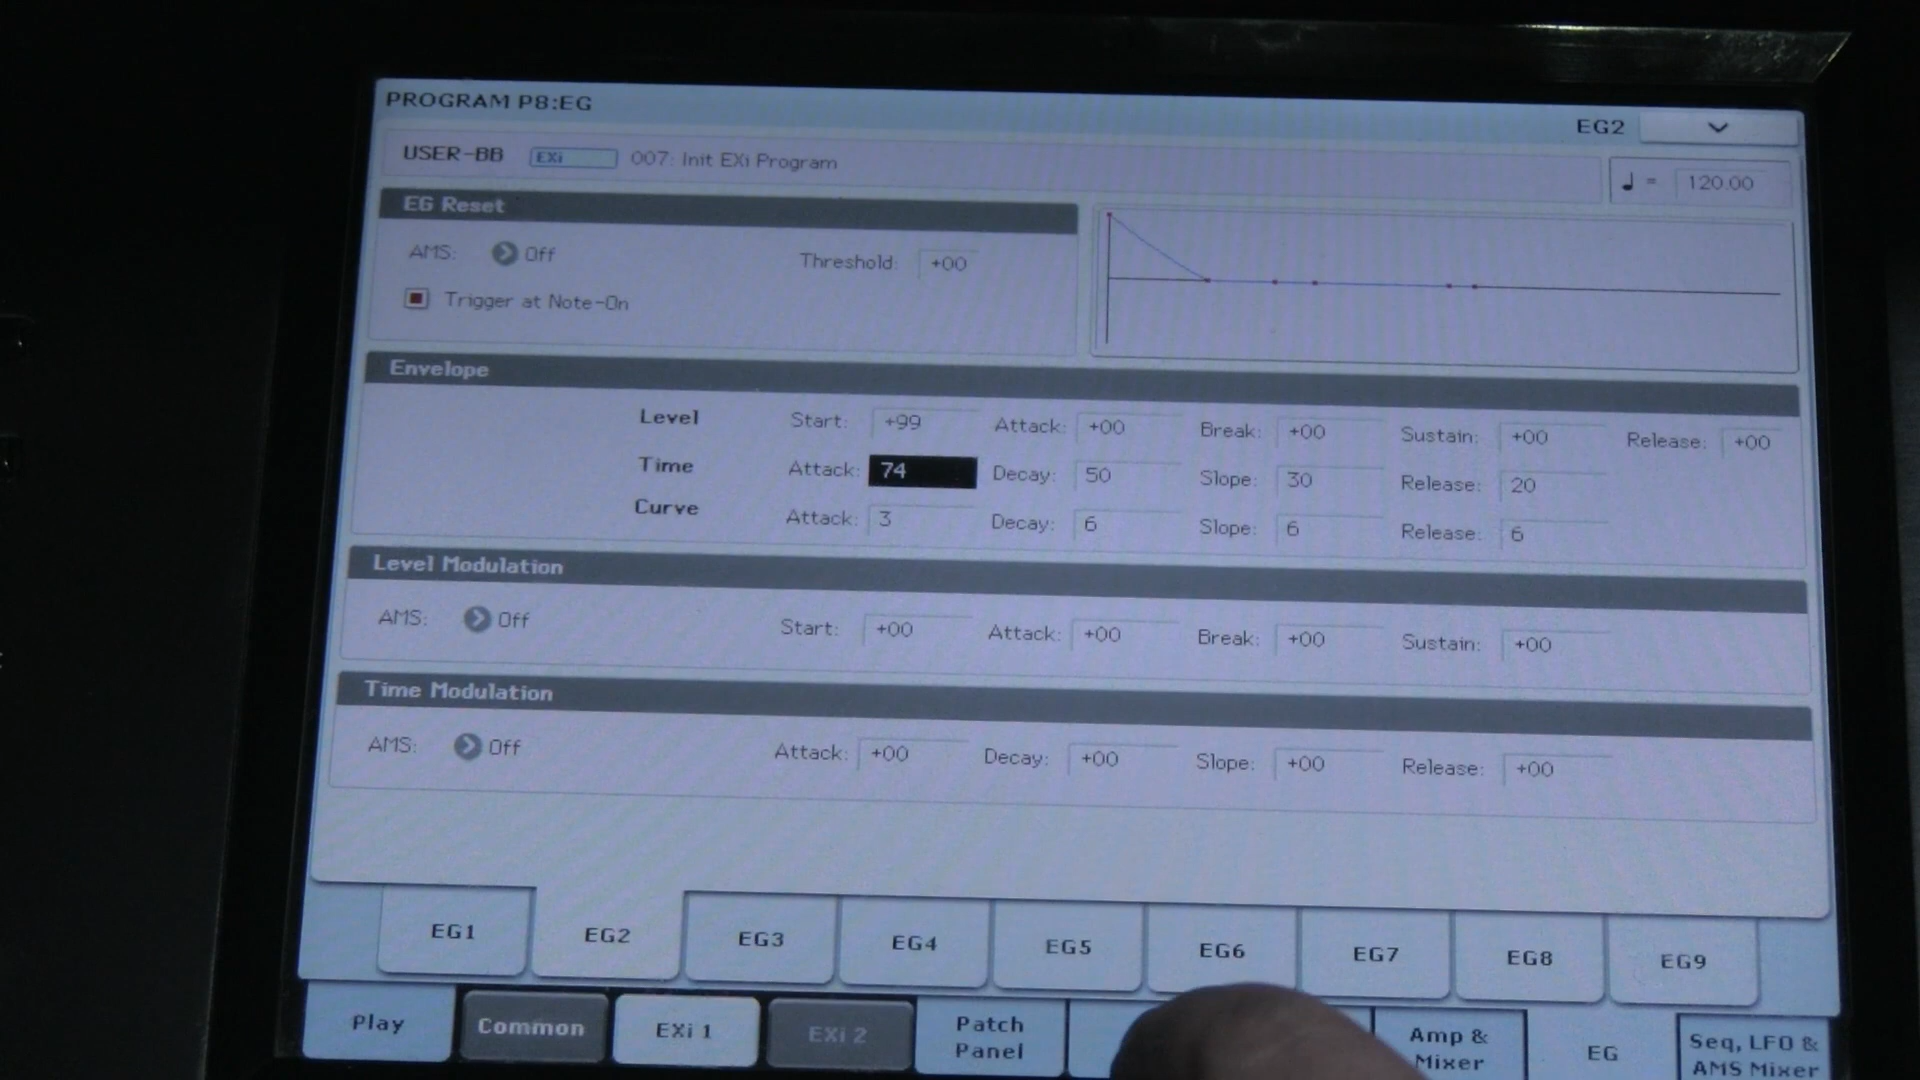 PROGRAM P8:EG
EG2
USER-BB EXi 007: Init EXi Program
♩ = 120.00
EG Reset
AMS: Off Threshold: +00
Trigger at Note-On
Envelope
Level Start: +99 Attack: +00 Break: +00 Sustain: +00 Release: +00
Time Attack: 74 Decay: 50 Slope: 30 Release: 20
Curve Attack: 3 Decay: 6 Slope: 6 Release: 6
Level Modulation
AMS: Off Start: +00 Attack: +00 Break: +00 Sustain: +00
Time Modulation
AMS: Off Attack: +00 Decay: +00 Slope: +00 Release: +00
EG1 EG2 EG3 EG4 EG5 EG6 EG7 EG8 EG9
Play Common EXi 1 EXi 2 Patch Panel Amp & Mixer EG Seq, LFO & AMS Mixer